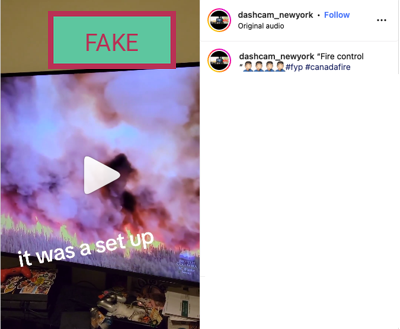 FAKE
it was a set up
dashcam_newyork • Follow
Original audio
dashcam_newyork "Fire control
"🤦🏻‍♂️🤦🏻‍♂️🤦🏻‍♂️🤦🏻‍♂️#fyp #canadafire